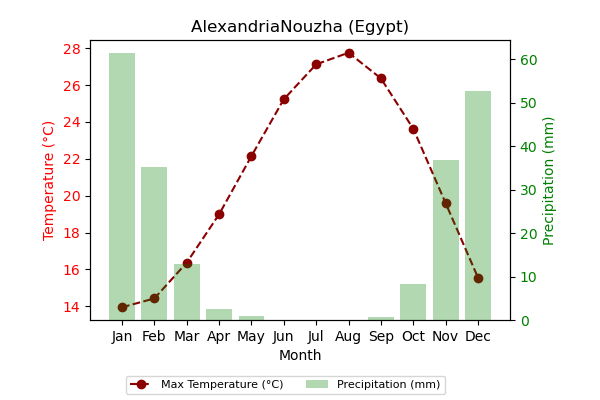 AlexandriaNouzha (Egypt)
Temperature (°C)
28
26
24
22
20
18
16
14
60
50
40
30
20
10
0
Precipitation (mm)
Jan Feb Mar Apr May Jun Jul Aug Sep Oct Nov Dec
Month
Max Temperature (°C) Precipitation (mm)